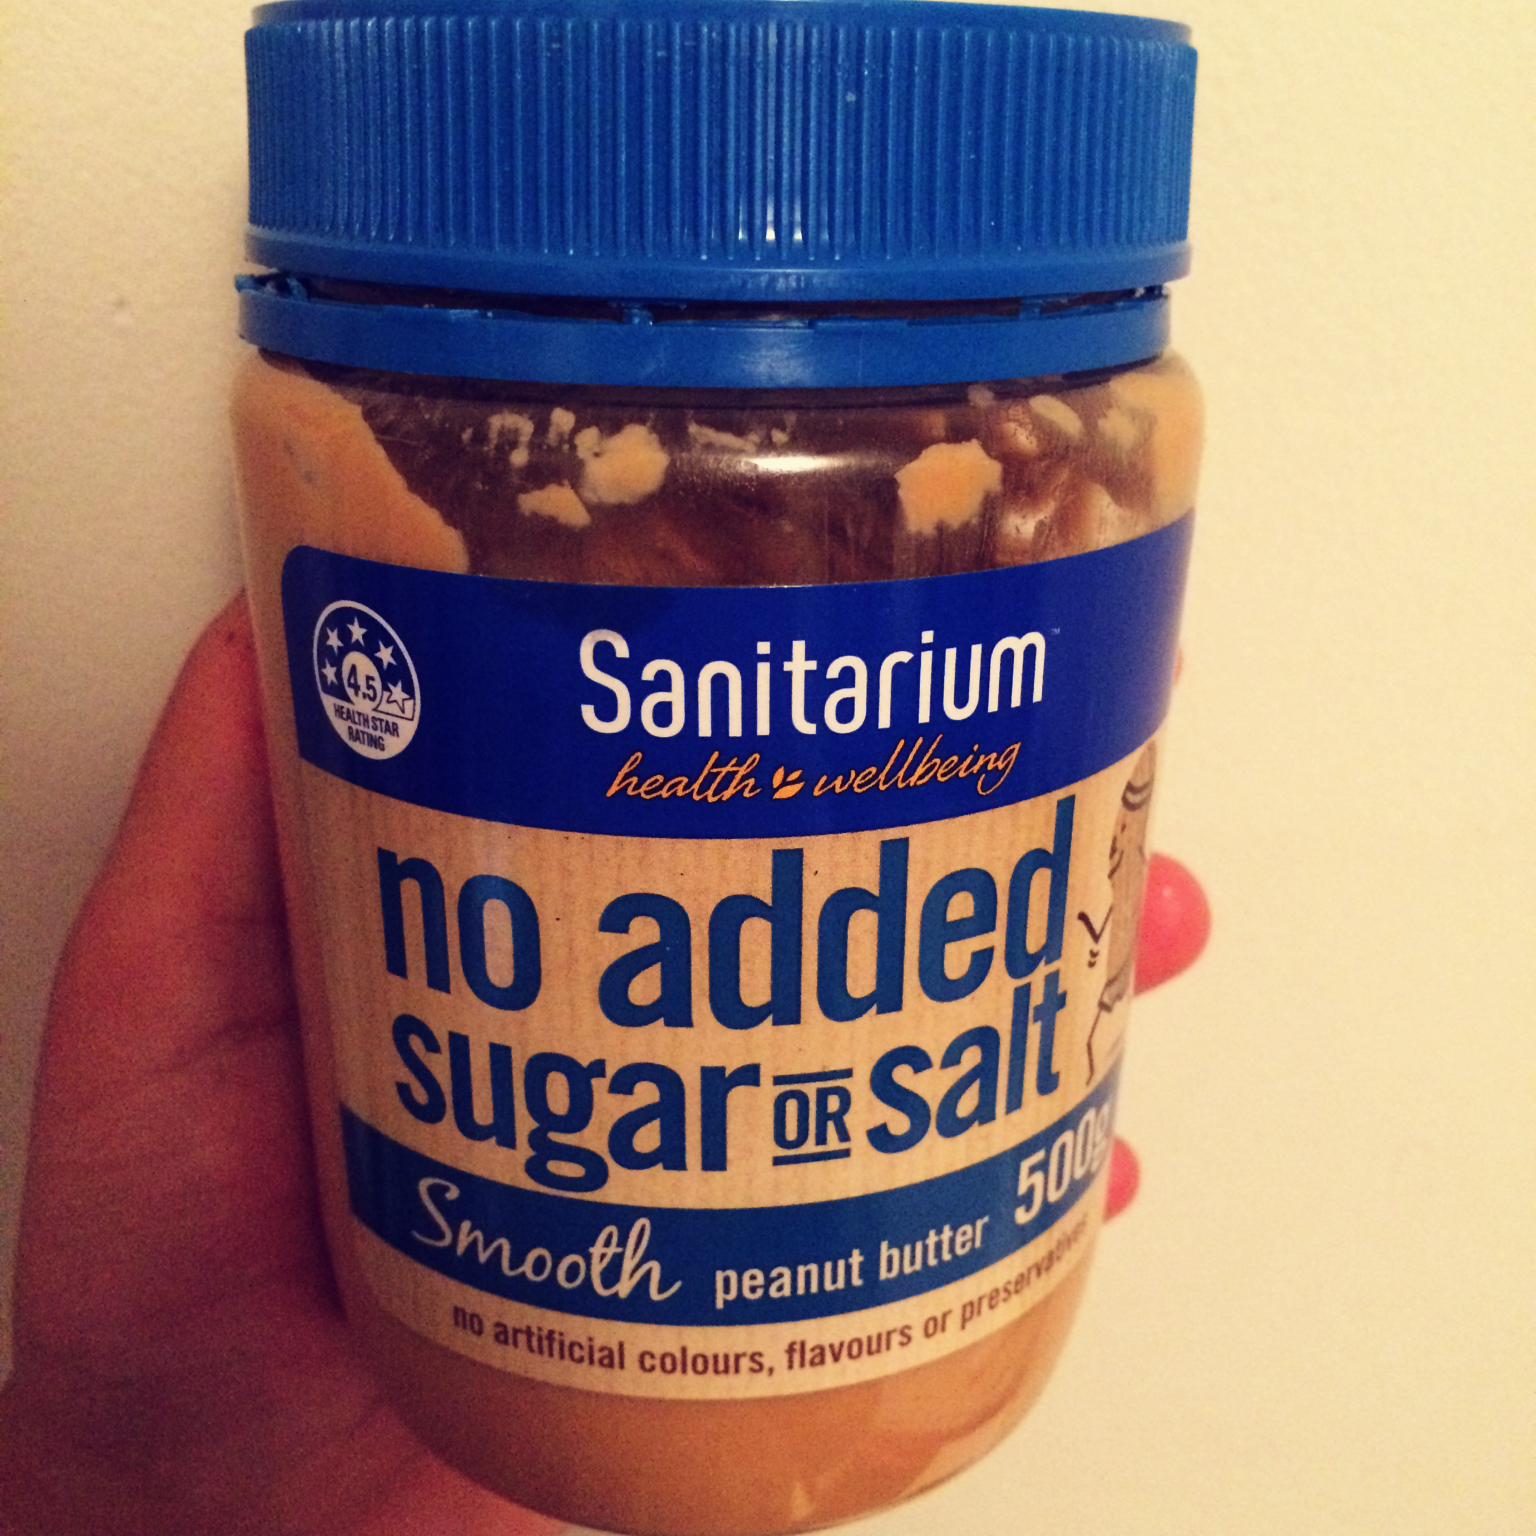 4.5
HEALTH STAR
RATING
Sanitarium™
health wellbeing
no added
sugar OR salt
Smooth peanut butter 500g
no artificial colours, flavours or preservatives